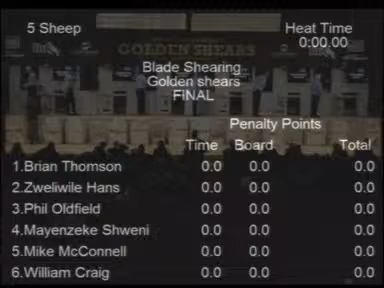 5 Sheep
Heat Time
0:00.00
GOLDEN SHEARS
Blade Shearing
Golden shears
FINAL
Penalty Points
Time Board Total
1.Brian Thomson 0.0 0.0 0.0
2.Zweliwile Hans 0.0 0.0 0.0
3.Phil Oldfield 0.0 0.0 0.0
4.Mayenzeke Shweni 0.0 0.0 0.0
5.Mike McConnell 0.0 0.0 0.0
6.William Craig 0.0 0.0 0.0